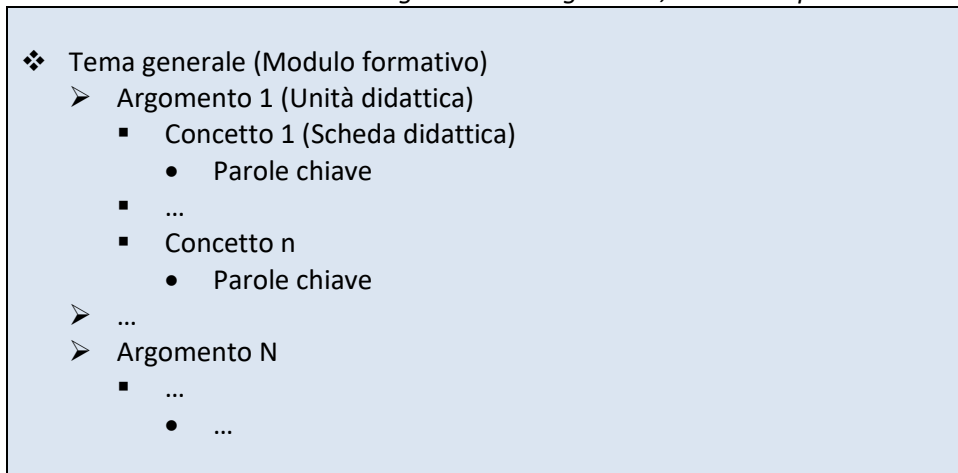 ❖ Tema generale (Modulo formativo)
➢ Argomento 1 (Unità didattica)
▪ Concetto 1 (Scheda didattica)
• Parole chiave
▪ …
▪ Concetto n
• Parole chiave
➢ …
➢ Argomento N
▪ …
• …